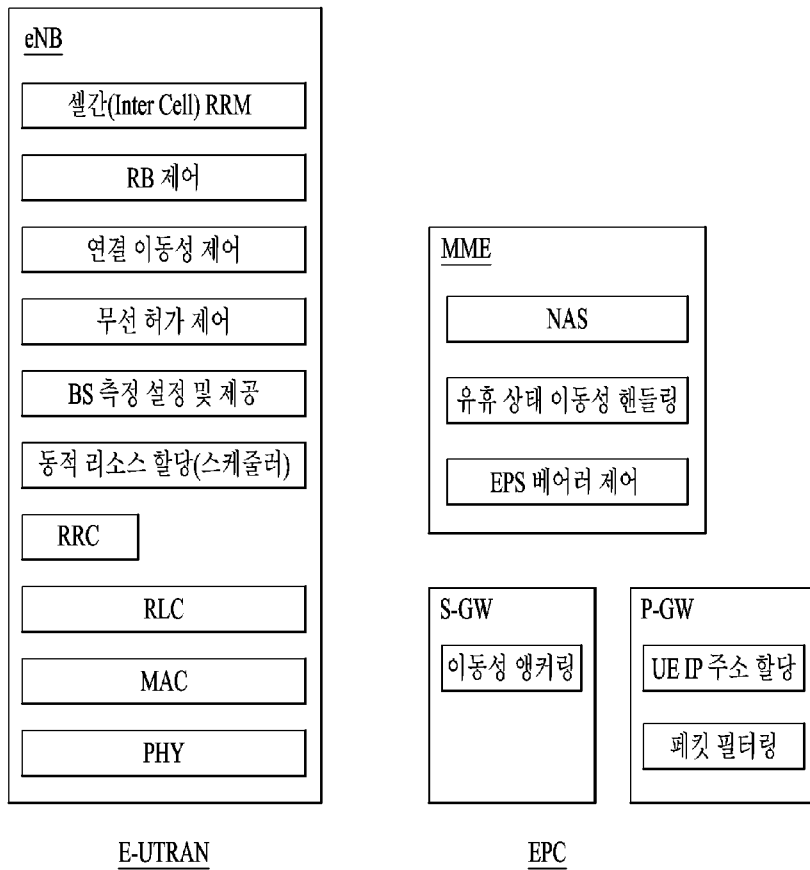 eNB
셀간(Inter Cell) RRM
RB 제어
연결 이동성 제어
무선 허가 제어
BS 측정 설정 및 제공
동적 리소스 할당(스케줄러)
RRC
RLC
MAC
PHY
E-UTRAN
MME
NAS
유휴 상태 이동성 핸들링
EPS 베어러 제어
S-GW
이동성 앵커링
P-GW
UE IP 주소 할당
페킷 필터링
EPC